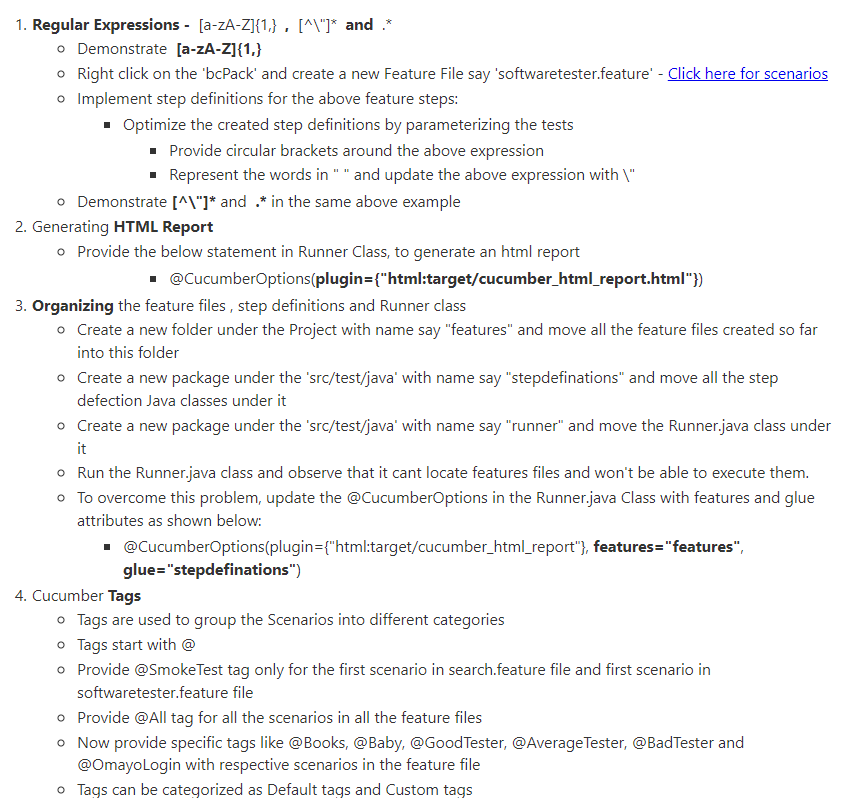 1. Regular Expressions - [a-zA-Z]{1,} , [^\"]* and .*
Demonstrate [a-zA-Z]{1,}
Right click on the 'bcPack' and create a new Feature File say 'softwaretester.feature' - Click here for scenarios
Implement step definitions for the above feature steps:
Optimize the created step definitions by parameterizing the tests
Provide circular brackets around the above expression
Represent the words in " " and update the above expression with \"
Demonstrate [^\"]* and .* in the same above example
2. Generating HTML Report
Provide the below statement in Runner Class, to generate an html report
@CucumberOptions(plugin={"html:target/cucumber_html_report.html"})
3. Organizing the feature files , step definitions and Runner class
Create a new folder under the Project with name say "features" and move all the feature files created so far
into this folder
Create a new package under the 'src/test/java' with name say "stepdefinations" and move all the step
defection Java classes under it
Create a new package under the 'src/test/java' with name say "runner" and move the Runner.java class under
it
Run the Runner.java class and observe that it cant locate features files and won't be able to execute them.
To overcome this problem, update the @CucumberOptions in the Runner.java Class with features and glue
attributes as shown below:
@CucumberOptions(plugin={"html:target/cucumber_html_report"}, features="features",
glue="stepdefinations")
4. Cucumber Tags
Tags are used to group the Scenarios into different categories
Tags start with @
Provide @SmokeTest tag only for the first scenario in search.feature file and first scenario in
softwaretester.feature file
Provide @All tag for all the scenarios in all the feature files
Now provide specific tags like @Books, @Baby, @GoodTester, @AverageTester, @BadTester and
@OmayoLogin with respective scenarios in the feature file
Tags can be categorized as Default tags and Custom tags